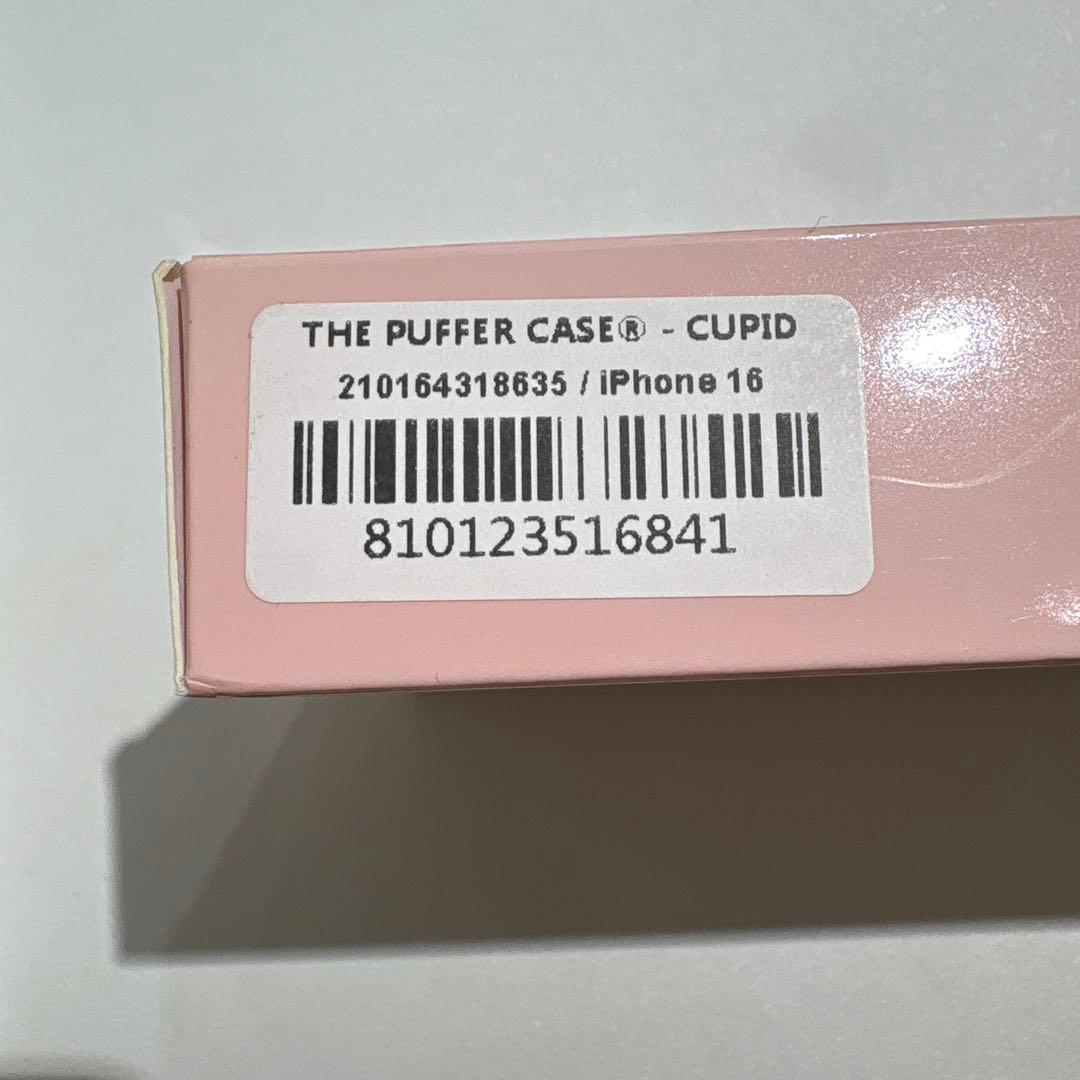 THE PUFFER CASE® - CUPID
210164318635 / iPhone 16
810123516841